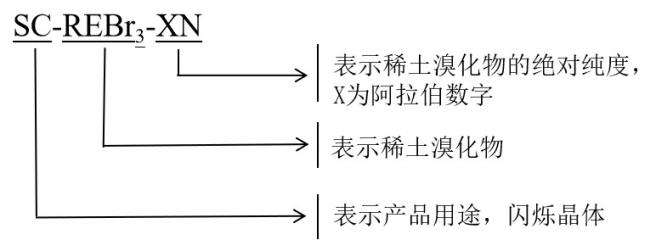 SC-REBr₃-XN
表示稀土溴化物的绝对纯度，
X为阿拉伯数字
表示稀土溴化物
表示产品用途，闪烁晶体